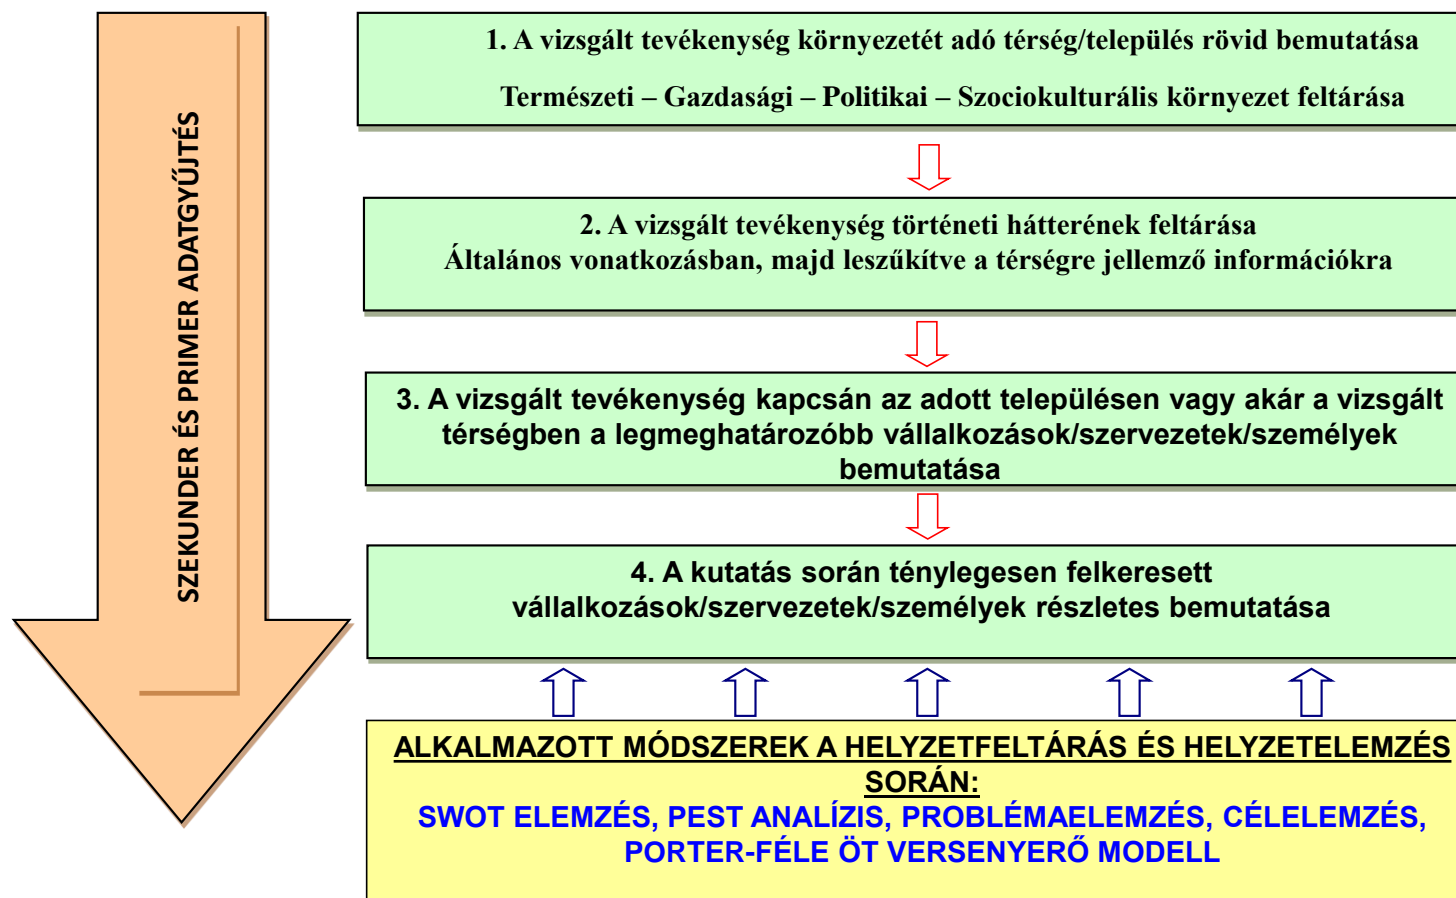 SZEKUNDER ÉS PRIMER ADATGYŰJTÉS
1. A vizsgált tevékenység környezetét adó térség/település rövid bemutatása
Természeti – Gazdasági – Politikai – Szociokulturális környezet feltárása
2. A vizsgált tevékenység történeti hátterének feltárása
Általános vonatkozásban, majd leszűkítve a térségre jellemző információkra
3. A vizsgált tevékenység kapcsán az adott településen vagy akár a vizsgált
térségben a legmeghatározóbb vállalkozások/szervezetek/személyek
bemutatása
4. A kutatás során ténylegesen felkeresett
vállalkozások/szervezetek/személyek részletes bemutatása
ALKALMAZOTT MÓDSZEREK A HELYZETFELTÁRÁS ÉS HELYZETELEMZÉS
SORÁN:
SWOT ELEMZÉS, PEST ANALÍZIS, PROBLÉMAELEMZÉS, CÉLELEMZÉS,
PORTER-FÉLE ÖT VERSENYERŐ MODELL